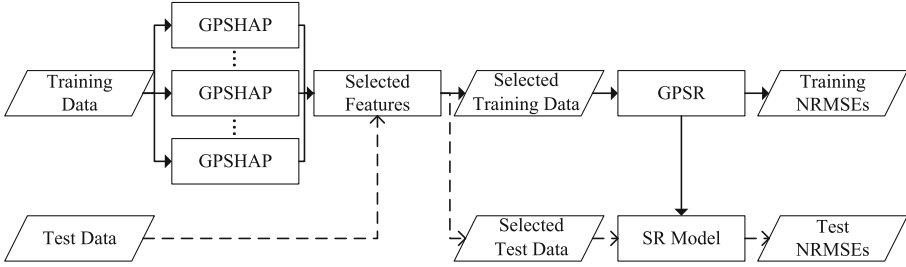 GPSHAP
⋮
Training
Data
GPSHAP
Selected
Features
Selected
Training Data
GPSR
Training
NRMSEs
⋮
GPSHAP
Test Data
Selected
Test Data
SR Model
Test
NRMSEs